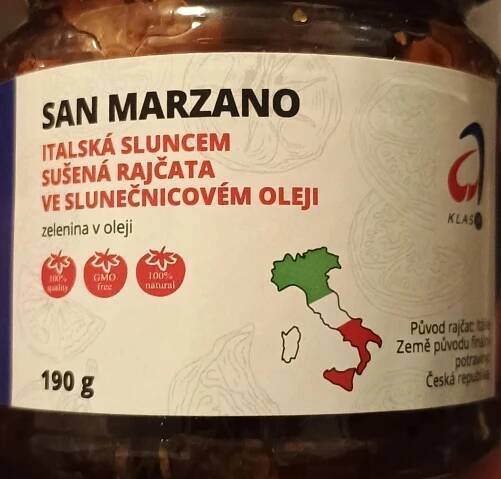 SAN MARZANO
ITALSKÁ SLUNCEM
SUŠENÁ RAJČATA
VE SLUNEČNICOVÉM OLEJI
zelenina v oleji
100%
quality
GMO
free
100%
natural
KLAS
Původ rajčat:
Země původu
potraviny:
Česká
190 g